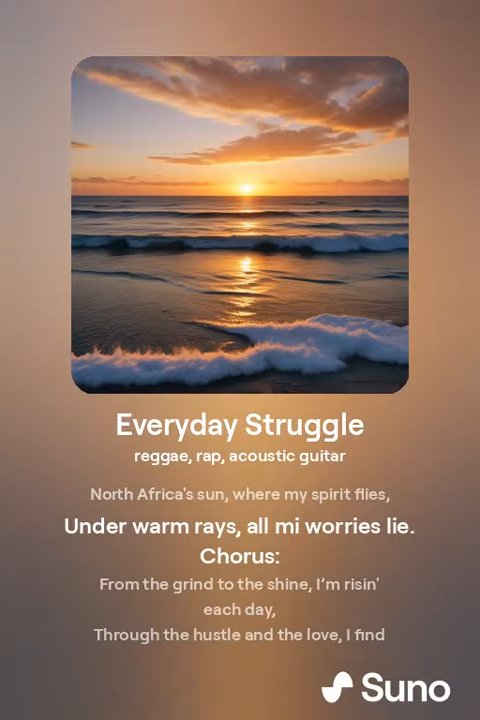 Everyday Struggle
reggae, rap, acoustic guitar
North Africa's sun, where my spirit flies,
Under warm rays, all mi worries lie.
Chorus:
From the grind to the shine, I’m risin'
each day,
Through the hustle and the love, I find
Suno